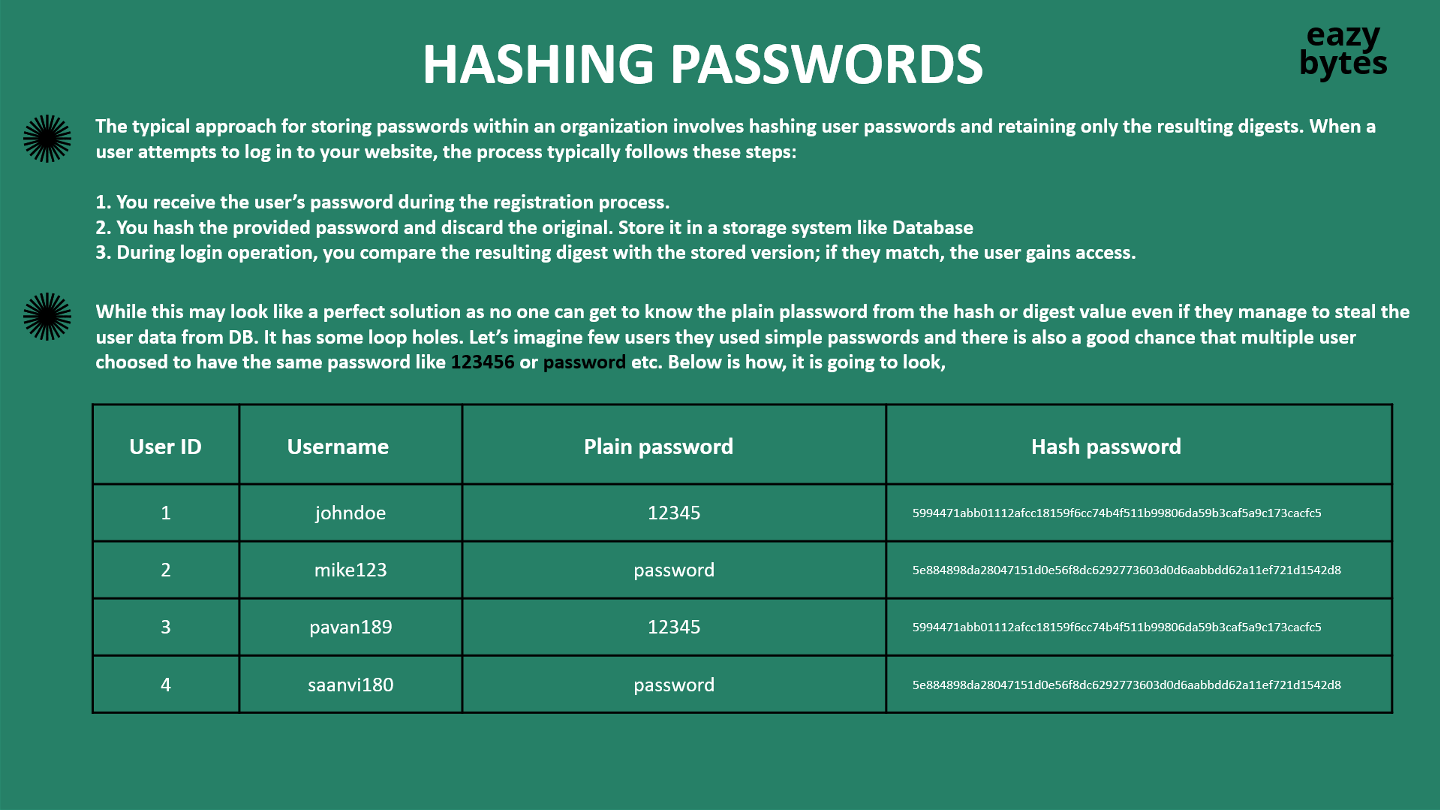 HASHING PASSWORDS
eazy
bytes
The typical approach for storing passwords within an organization involves hashing user passwords and retaining only the resulting digests. When a
user attempts to log in to your website, the process typically follows these steps:
1. You receive the user’s password during the registration process.
2. You hash the provided password and discard the original. Store it in a storage system like Database
3. During login operation, you compare the resulting digest with the stored version; if they match, the user gains access.
While this may look like a perfect solution as no one can get to know the plain plassword from the hash or digest value even if they manage to steal the
user data from DB. It has some loop holes. Let’s imagine few users they used simple passwords and there is also a good chance that multiple user
choosed to have the same password like 123456 or password etc. Below is how, it is going to look,
User ID Username Plain password Hash password
1 johndoe 12345 5994471abb01112afcc18159f6cc74b4f511b99806da59b3caf5a9c173cacfc5
2 mike123 password 5e884898da28047151d0e56f8dc6292773603d0d6aabbdd62a11ef721d1542d8
3 pavan189 12345 5994471abb01112afcc18159f6cc74b4f511b99806da59b3caf5a9c173cacfc5
4 saanvi180 password 5e884898da28047151d0e56f8dc6292773603d0d6aabbdd62a11ef721d1542d8